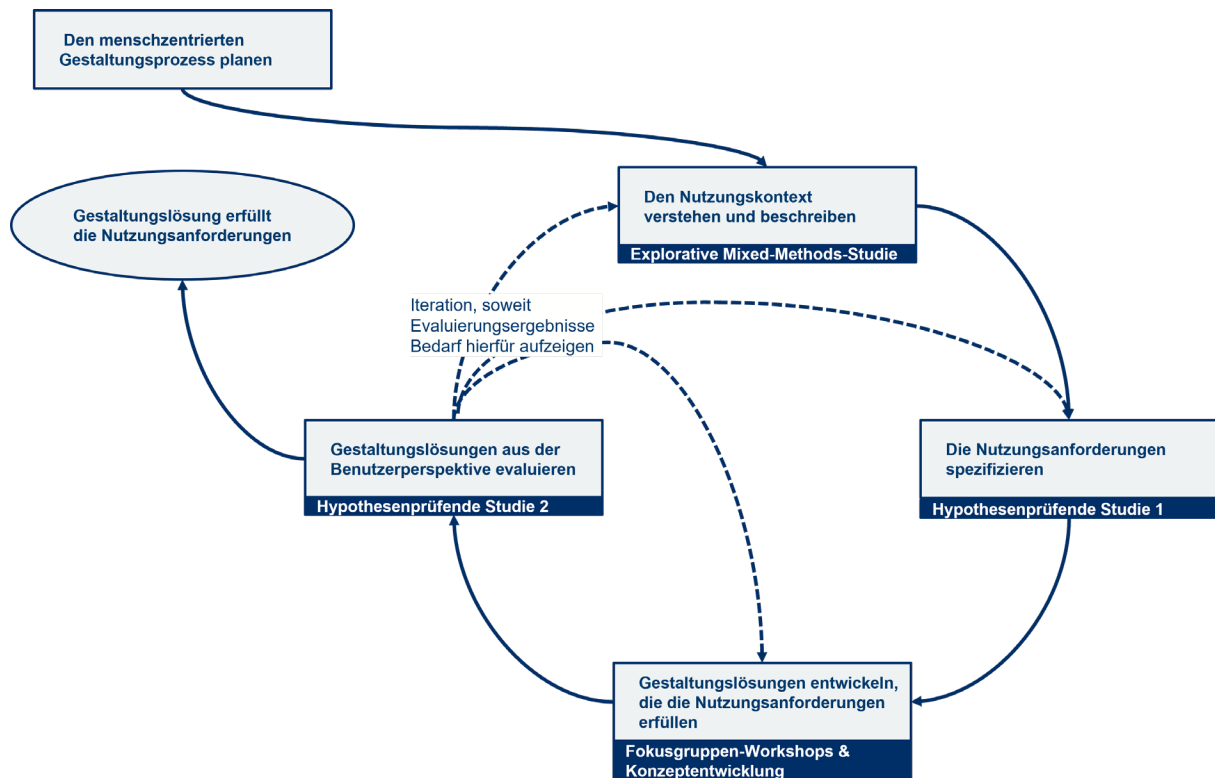 Den menschzentrierten
Gestaltungsprozess planen
Den Nutzungskontext
verstehen und beschreiben
Explorative Mixed-Methods-Studie
Gestaltungslösung erfüllt
die Nutzungsanforderungen
Iteration, soweit
Evaluierungsergebnisse
Bedarf hierfür aufzeigen
Gestaltungslösungen aus der
Benutzerperspektive evaluieren
Hypothesenprüfende Studie 2
Die Nutzungsanforderungen
spezifizieren
Hypothesenprüfende Studie 1
Gestaltungslösungen entwickeln,
die die Nutzungsanforderungen
erfüllen
Fokusgruppen-Workshops &
Konzeptentwicklung